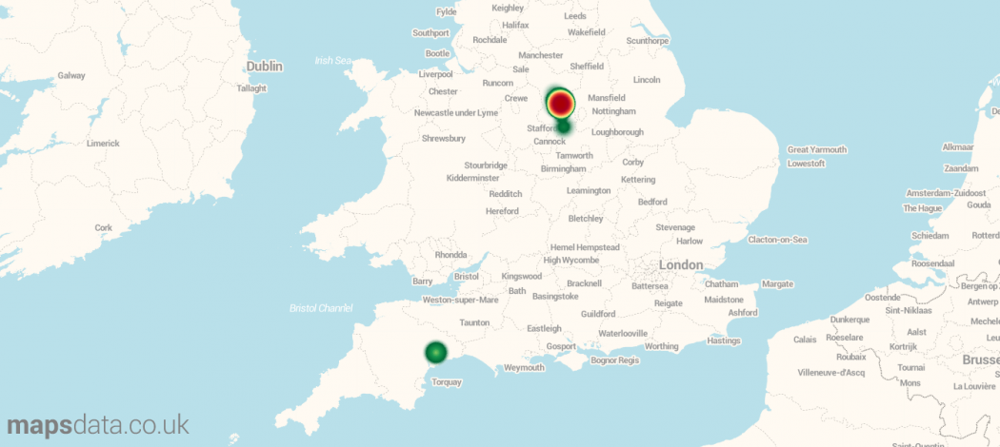 Fylde
Keighley
Leeds
Halifax
Southport
Rochdale
Wakefield
Scunthorpe
Bootle
Manchester
Irish Sea
Dublin
Sale
Sheffield
Galway
Liverpool
Runcorn
Lincoln
Tallaght
Chester
Crewe
Mansfield
Newcastle under Lyme
Nottingham
Stafford
Loughborough
Limerick
Shrewsbury
Cannock
Great Yarmouth
Alkmaar
Tamworth
Stourbridge
Birmingham
Corby
Lowestoft
Zaandam
Kidderminster
Kettering
Redditch
Leamington
Amsterdam-Zuidoost
Bedford
The Hague
Gouda
Hereford
Bletchley
Cork
Stevenage
Schiedam
Rotterd
Harlow
Clacton-on-Sea
Rhondda
Hemel Hempstead
High Wycombe
London
Roosendaal
Barry
Bristol
Kingswood
Bracknell
Battersea
Chatham
Margate
Bergen op
Bath
Basingstoke
Weston-super-Mare
Reigate
Maidstone
Oostende
Antwerp
Bristol Channel
Guildford
Ashford
Sint-Niklaas
Taunton
Eastleigh
Dunkerque
Mechele
Waterlooville
Hastings
Calais
Roeselare
Aalst
Leu
Gosport
Worthing
Kortrijk
Bognor Regis
Roubaix
Brusse
Weymouth
Tournai
Villeneuve-d'Ascq
Torquay
Mons
La Louvière
mapsdata.co.uk
Saint-Quentin